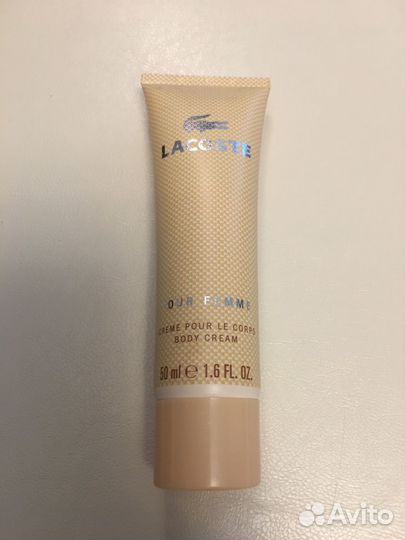 LACOSTE
POUR FEMME
CRÈME POUR LE CORPS
BODY CREAM
50 ml e 1.6 FL. OZ.
Avito